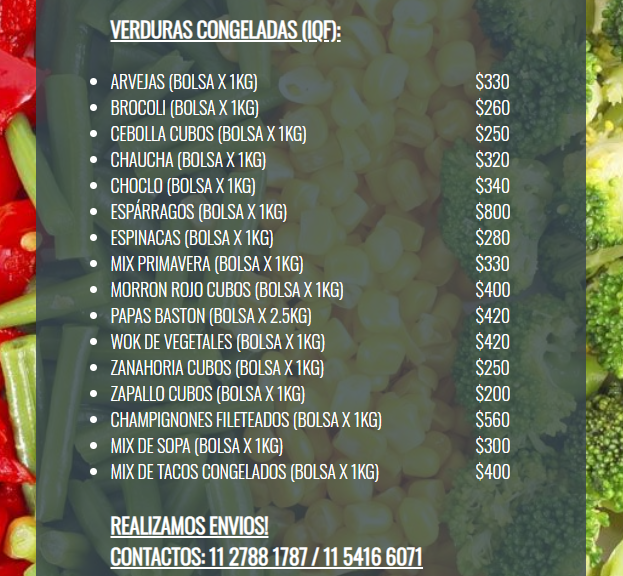 VERDURAS CONGELADAS (IQF):
• ARVEJAS (BOLSA X 1KG) $330
• BROCOLI (BOLSA X 1KG) $260
• CEBOLLA CUBOS (BOLSA X 1KG) $250
• CHAUCHA (BOLSA X 1KG) $320
• CHOCLO (BOLSA X 1KG) $340
• ESPÁRRAGOS (BOLSA X 1KG) $800
• ESPINACAS (BOLSA X 1KG) $280
• MIX PRIMAVERA (BOLSA X 1KG) $330
• MORRON ROJO CUBOS (BOLSA X 1KG) $400
• PAPAS BASTON (BOLSA X 2.5KG) $420
• WOK DE VEGETALES (BOLSA X 1KG) $420
• ZANAHORIA CUBOS (BOLSA X 1KG) $250
• ZAPALLO CUBOS (BOLSA X 1KG) $200
• CHAMPIGNONES FILETEADOS (BOLSA X 1KG) $560
• MIX DE SOPA (BOLSA X 1KG) $300
• MIX DE TACOS CONGELADOS (BOLSA X 1KG) $400
REALIZAMOS ENVIOS!
CONTACTOS: 11 2788 1787 / 11 5416 6071